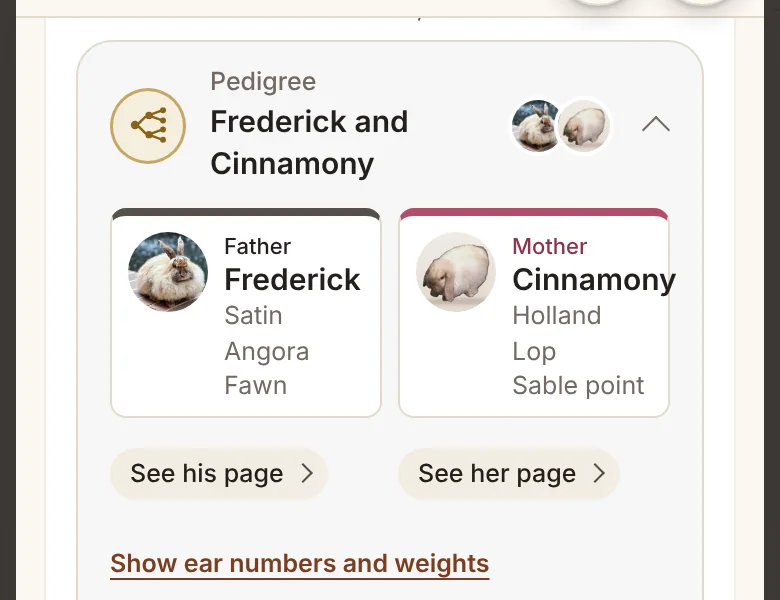 Pedigree
Frederick and
Cinnamony
Father
Frederick
Satin
Angora
Fawn
Mother
Cinnamony
Holland
Lop
Sable point
See his page
See her page
Show ear numbers and weights